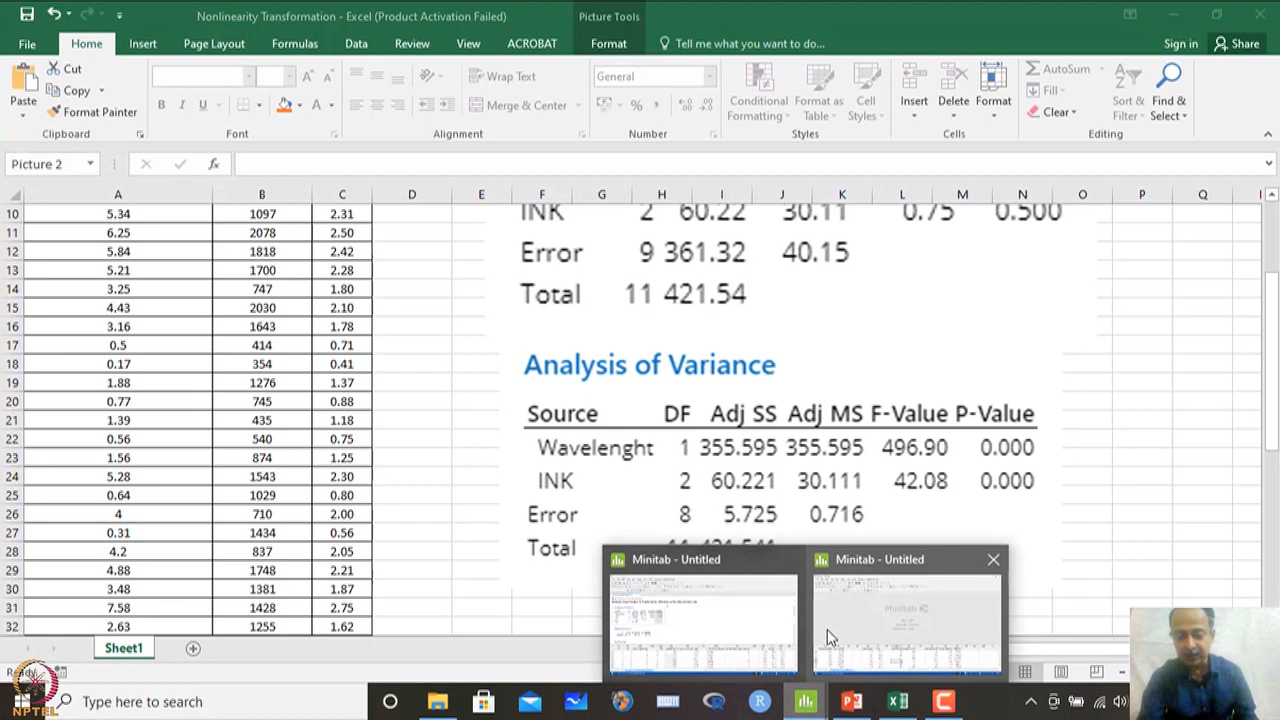 Nonlinearity Transformation - Excel (Product Activation Failed)
Picture Tools
File Home Insert Page Layout Formulas Data Review View ACROBAT Format Tell me what you want to do... Sign in Share
Cut
Copy
Format Painter
Paste
Wrap Text
Merge & Center
General
Conditional Formatting
Format as Table
Cell Styles
Insert
Delete
Format
AutoSum
Fill
Clear
Sort & Filter
Find & Select
Clipboard Font Alignment Number Styles Cells Editing
Picture 2
A B C D E F G H I J K L M N O P Q
10 5.34 1097 2.31
11 6.25 2078 2.50
12 5.84 1818 2.42
13 5.21 1700 2.28
14 3.25 747 1.80
15 4.43 2030 2.10
16 3.16 1643 1.78
17 0.5 414 0.71
18 0.17 354 0.41
19 1.88 1276 1.37
20 0.77 745 0.88
21 1.39 435 1.18
22 0.56 540 0.75
23 1.56 874 1.25
24 5.28 1543 2.30
25 0.64 1029 0.80
26 4 710 2.00
27 0.31 1434 0.56
28 4.2 837 2.05
29 4.88 1748 2.21
30 3.48 1381 1.87
31 7.58 1428 2.75
32 2.63 1255 1.62
INK 2 60.22 30.11 0.75 0.500
Error 9 361.32 40.15
Total 11 421.54
Analysis of Variance
Source DF Adj SS Adj MS F-Value P-Value
Wavelenght 1 355.595 355.595 496.90 0.000
INK 2 60.221 30.111 42.08 0.000
Error 8 5.725 0.716
Total 11 421.541
Minitab - Untitled
Minitab - Untitled
Minitab
Sheet1
NPTEL
Type here to search